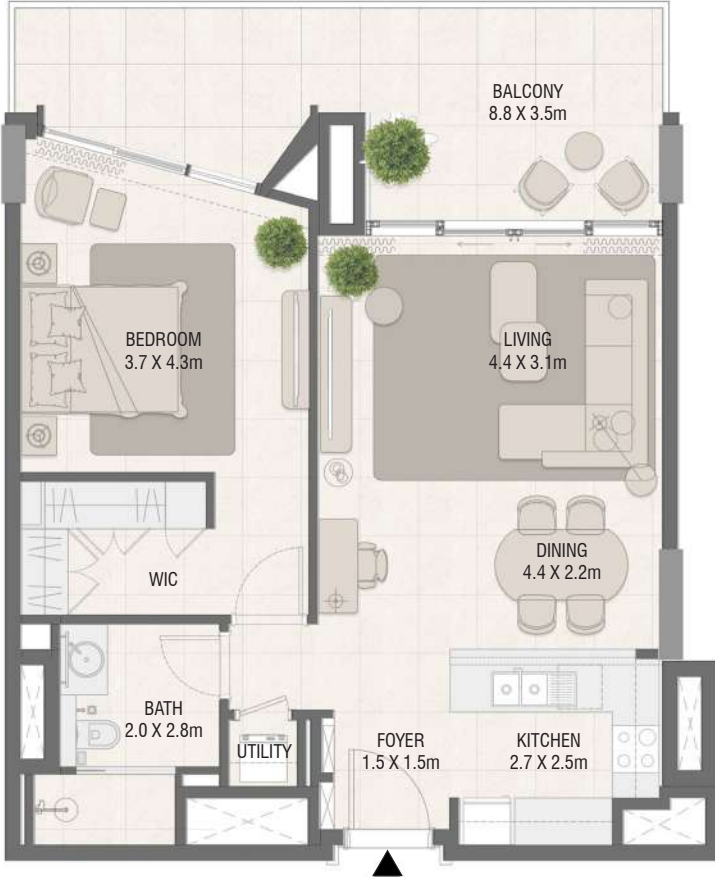 BALCONY
8.8 X 3.5m
BEDROOM
3.7 X 4.3m
LIVING
4.4 X 3.1m
DINING
4.4 X 2.2m
WIC
BATH
2.0 X 2.8m
UTILITY
FOYER
1.5 X 1.5m
KITCHEN
2.7 X 2.5m